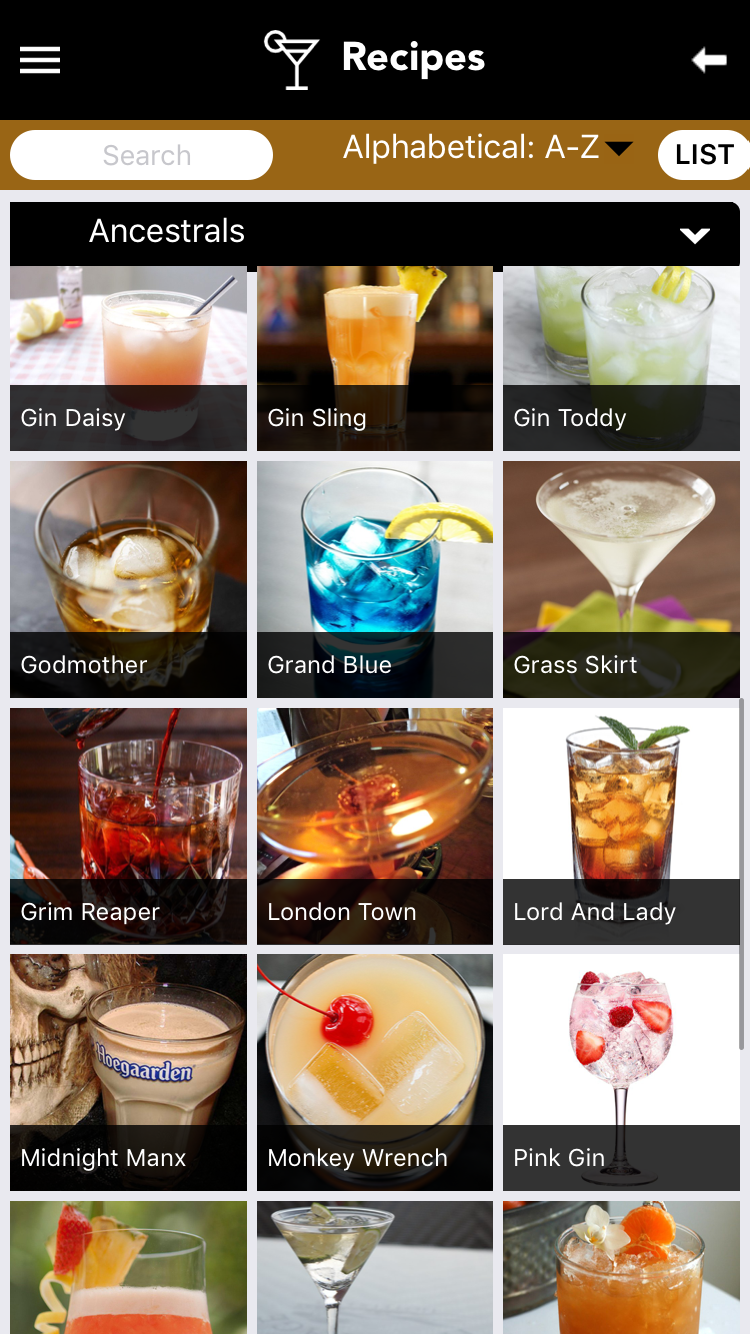 Recipes
Search
Alphabetical: A-Z
LIST
Ancestrals
Gin Daisy
Gin Sling
Gin Toddy
Godmother
Grand Blue
Grass Skirt
Grim Reaper
London Town
Lord And Lady
Hoegaarden
Midnight Manx
Monkey Wrench
Pink Gin